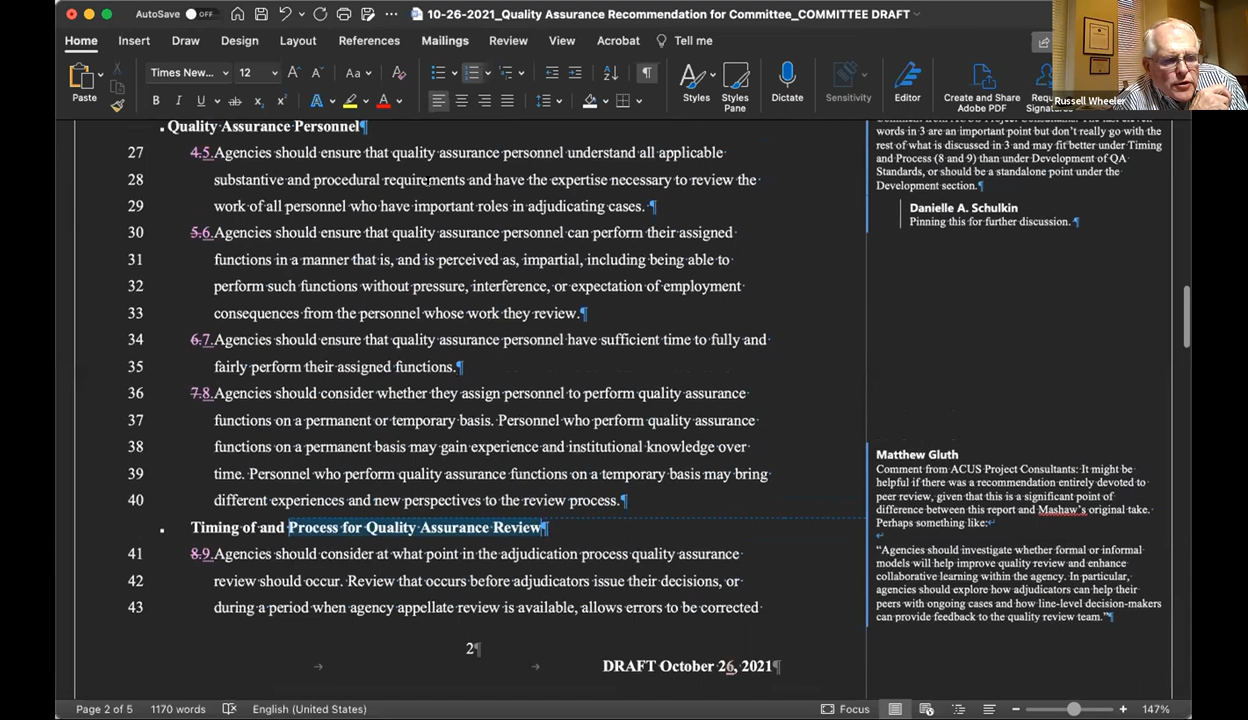 AutoSave OFF
10-26-2021_Quality Assurance Recommendation for Committee_COMMITTEE DRAFT
Home Insert Draw Design Layout References Mailings Review View Acrobat Tell me
Paste
Times New... 12
Styles
Styles Pane
Dictate
Sensitivity
Editor
Create and Share Adobe PDF
Requ
Signatures
Russell Wheeler
Quality Assurance Personnel¶
27 4.5.Agencies should ensure that quality assurance personnel understand all applicable
28 substantive and procedural requirements and have the expertise necessary to review the
29 work of all personnel who have important roles in adjudicating cases. ¶
30 5.6.Agencies should ensure that quality assurance personnel can perform their assigned
31 functions in a manner that is, and is perceived as, impartial, including being able to
32 perform such functions without pressure, interference, or expectation of employment
33 consequences from the personnel whose work they review.¶
34 6.7.Agencies should ensure that quality assurance personnel have sufficient time to fully and
35 fairly perform their assigned functions.¶
36 7.8.Agencies should consider whether they assign personnel to perform quality assurance
37 functions on a permanent or temporary basis. Personnel who perform quality assurance
38 functions on a permanent basis may gain experience and institutional knowledge over
39 time. Personnel who perform quality assurance functions on a temporary basis may bring
40 different experiences and new perspectives to the review process.¶
Timing of and Process for Quality Assurance Review¶
41 8.9.Agencies should consider at what point in the adjudication process quality assurance
42 review should occur. Review that occurs before adjudicators issue their decisions, or
43 during a period when agency appellate review is available, allows errors to be corrected
2¶
DRAFT October 26, 2021¶
words in 3 are an important point but don't really go with the
rest of what is discussed in 3 and may fit better under Timing
and Process (8 and 9) than under Development of QA
Standards, or should be a standalone point under the
Development section.¶
Danielle A. Schulkin
Pinning this for further discussion.¶
Matthew Gluth
Comment from ACUS Project Consultants: It might be
helpful if there was a recommendation entirely devoted to
peer review, given that this is a significant point of
difference between this report and Mashaw's original take.
Perhaps something like:
"Agencies should investigate whether formal or informal
models will help improve quality review and enhance
collaborative learning within the agency. In particular,
agencies should explore how adjudicators can help their
peers with ongoing cases and how line-level decision-makers
can provide feedback to the quality review team."¶
Page 2 of 5 1170 words English (United States) Focus 147%